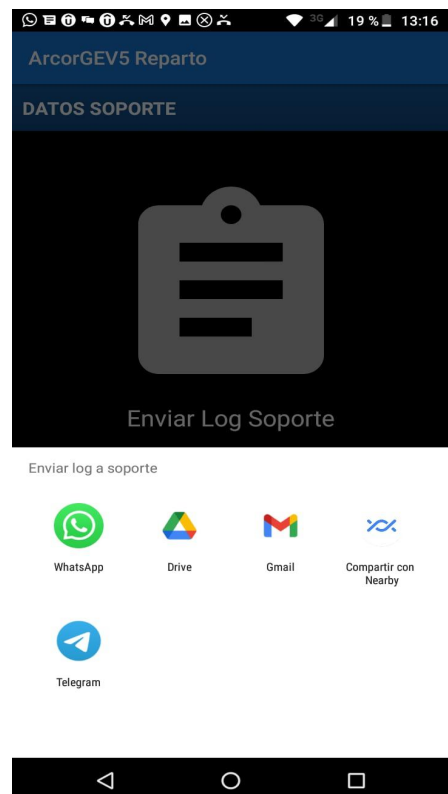 3G 19 % 13:16
ArcorGEV5 Reparto
DATOS SOPORTE
Enviar Log Soporte
Enviar log a soporte
WhatsApp Drive Gmail Compartir con
Nearby
Telegram